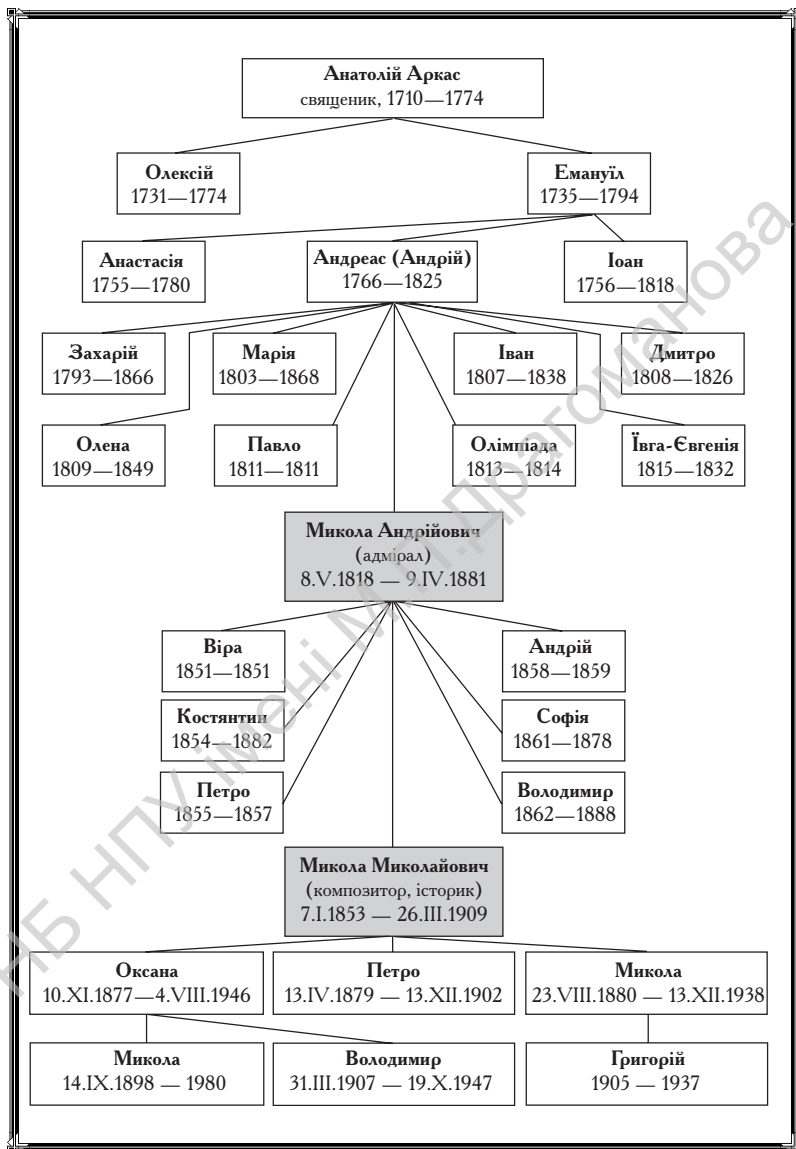 Анатолій Аркас
священик, 1710—1774
Олексій
1731—1774
Емануїл
1735—1794
Анастасія
1755—1780
Андреас (Андрій)
1766—1825
Іоан
1756—1818
Захарій
1793—1866
Марія
1803—1868
Іван
1807—1838
Дмитро
1808—1826
Олена
1809—1849
Павло
1811—1811
Олімпіада
1813—1814
Ївга-Євгенія
1815—1832
Микола Андрійович
(адмірал)
8.V.1818 — 9.IV.1881
Віра
1851—1851
Андрій
1858—1859
Костянтин
1854—1882
Софія
1861—1878
Петро
1855—1857
Володимир
1862—1888
Микола Миколайович
(композитор, історик)
7.I.1853 — 26.III.1909
Оксана
10.XI.1877—4.VIII.1946
Петро
13.IV.1879 — 13.XII.1902
Микола
23.VIII.1880 — 13.XII.1938
Микола
14.IX.1898 — 1980
Володимир
31.III.1907 — 19.X.1947
Григорій
1905 — 1937
НБ НПУ імені М.П.Драгоманова